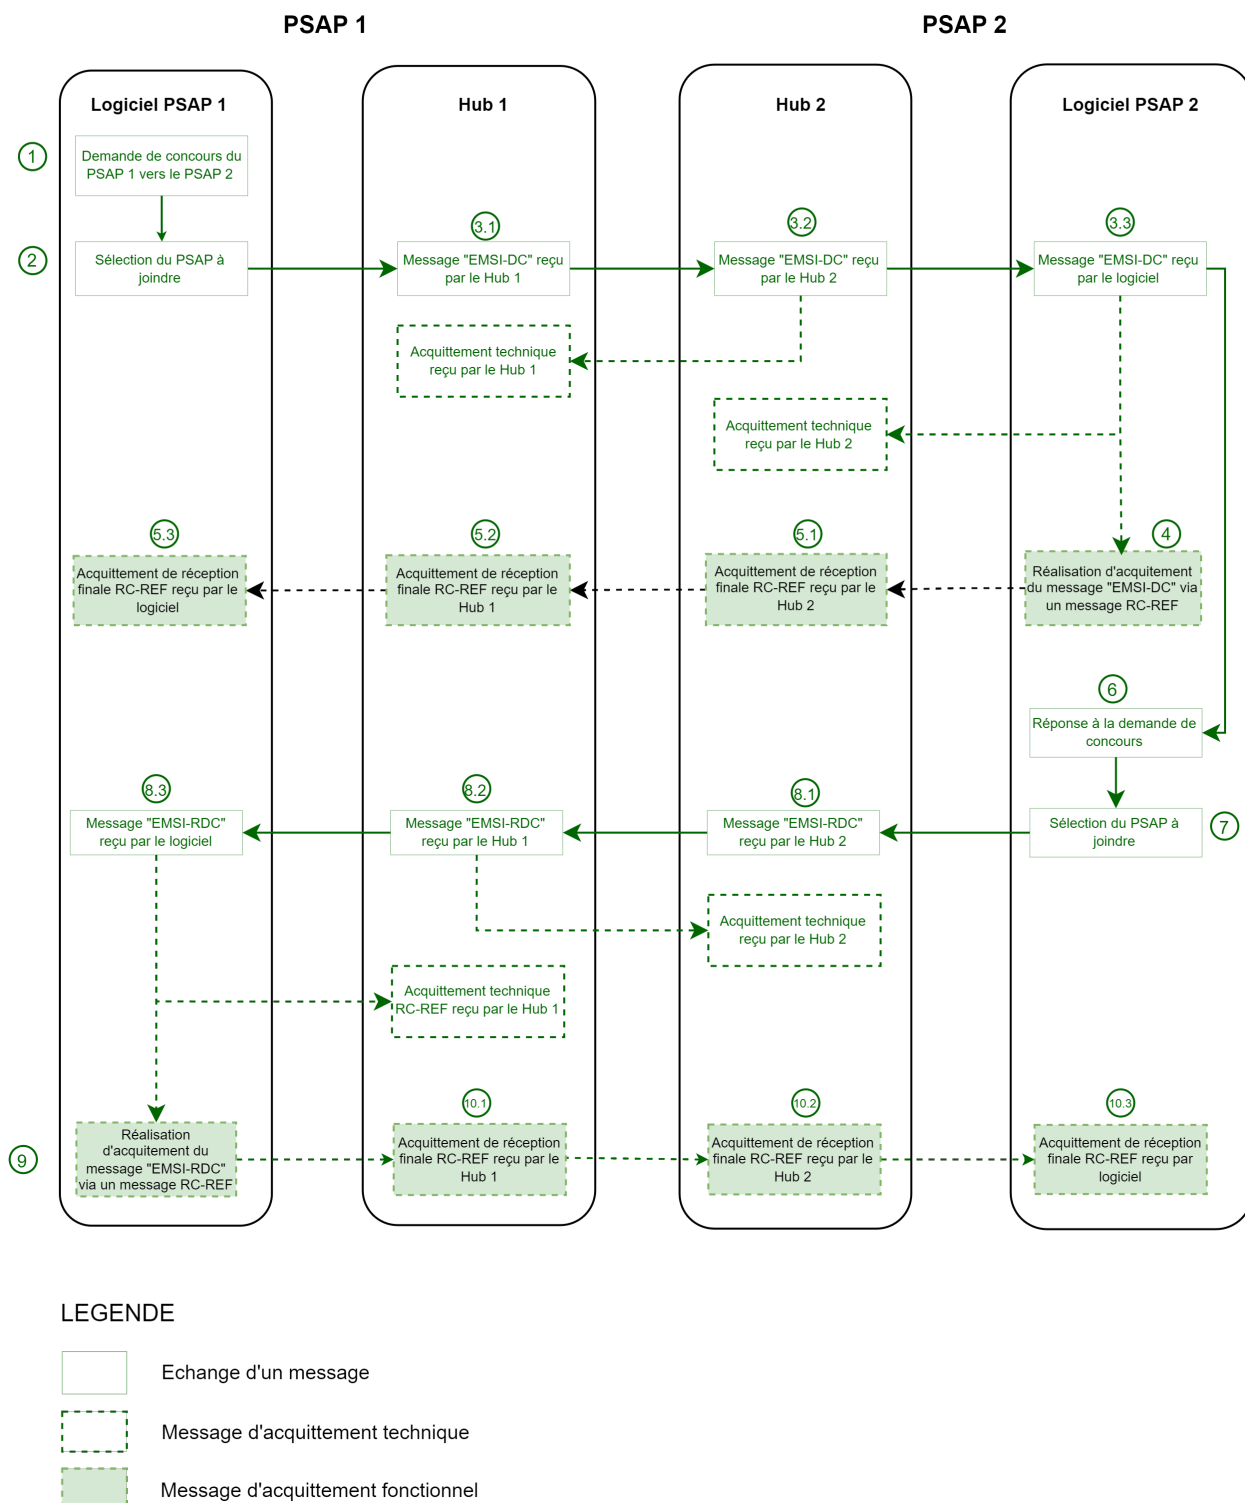 PSAP 1
PSAP 2
Logiciel PSAP 1
Hub 1
Hub 2
Logiciel PSAP 2
1
Demande de concours du
PSAP 1 vers le PSAP 2
2
Sélection du PSAP à
joindre
3.1
Message "EMSI-DC" reçu
par le Hub 1
3.2
Message "EMSI-DC" reçu
par le Hub 2
3.3
Message "EMSI-DC" reçu
par le logiciel
Acquittement technique
reçu par le Hub 1
Acquittement technique
reçu par le Hub 2
5.3
Acquittement de réception
finale RC-REF reçu par le
logiciel
5.2
Acquittement de réception
finale RC-REF reçu par le
Hub 1
5.1
Acquittement de réception
finale RC-REF reçu par le
Hub 2
4
Réalisation d'acquitement
du message "EMSI-DC" via
un message RC-REF
6
Réponse à la demande de
concours
8.3
Message "EMSI-RDC"
reçu par le logiciel
8.2
Message "EMSI-RDC"
reçu par le Hub 1
8.1
Message "EMSI-RDC"
reçu par le Hub 2
Sélection du PSAP à
joindre
7
Acquittement technique
reçu par le Hub 2
Acquittement technique
RC-REF reçu par le Hub 1
9
Réalisation
d'acquitement du
message "EMSI-RDC"
via un message RC-REF
10.1
Acquittement de réception
finale RC-REF reçu par le
Hub 1
10.2
Acquittement de réception
finale RC-REF reçu par le
Hub 2
10.3
Acquittement de réception
finale RC-REF reçu par
logiciel
LEGENDE
Echange d'un message
Message d'acquittement technique
Message d'acquittement fonctionnel